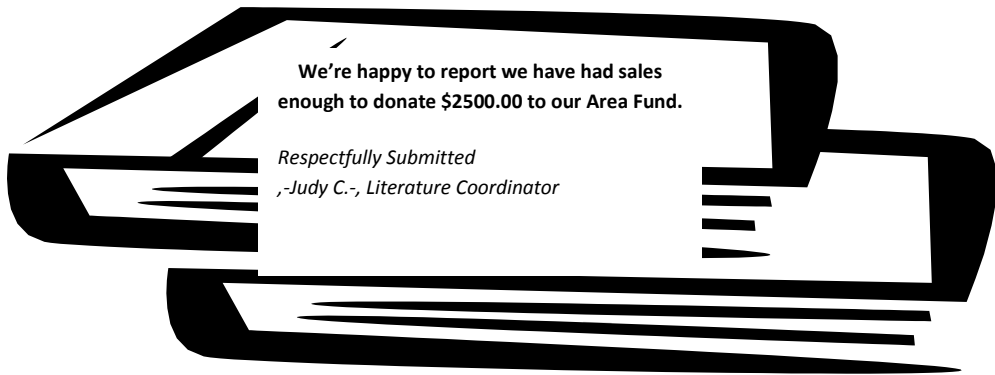 We’re happy to report we have had sales
enough to donate $2500.00 to our Area Fund.
Respectfully Submitted
,-Judy C.-, Literature Coordinator